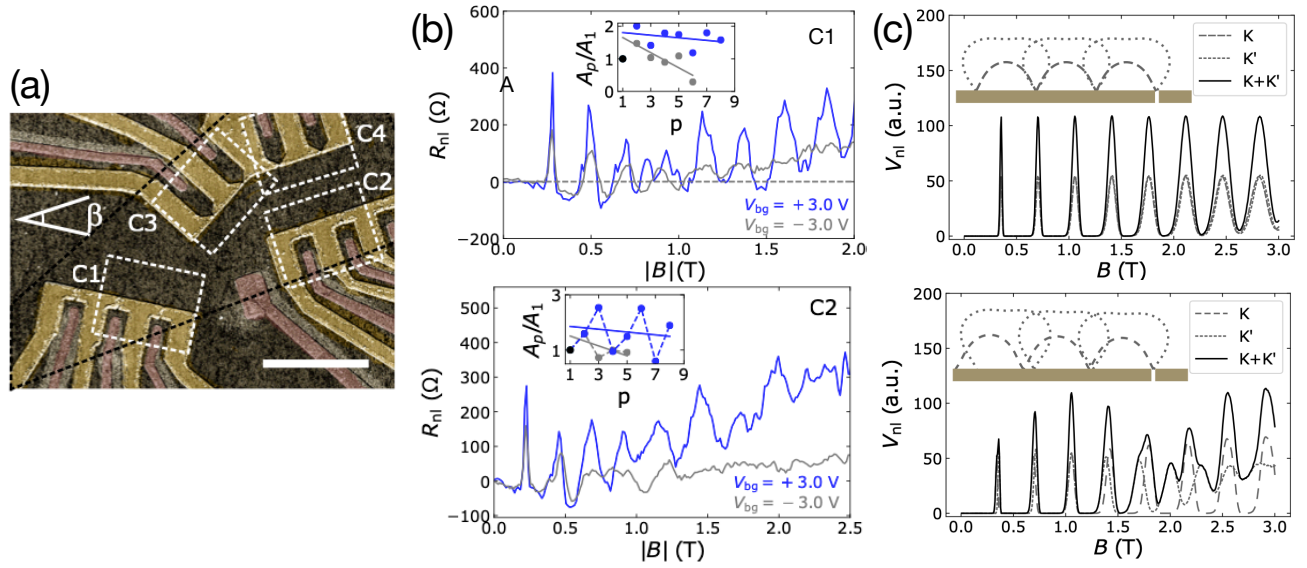 (a)
C4
C2
β
C3
C1
(b)
600
400
200
0
−200
R_nl (Ω)
A
C1
2
1
0
A_p/A_1
1 3 5 7 9
p
V_bg = + 3.0 V
V_bg = − 3.0 V
0.0 0.5 1.0 1.5 2.0
|B| (T)
500
400
300
200
100
0
−100
R_nl (Ω)
C2
3
1
A_p/A_1
1 3 5 7 9
p
V_bg = + 3.0 V
V_bg = − 3.0 V
0.0 0.5 1.0 1.5 2.0 2.5
|B| (T)
(c)
200
150
100
50
0
V_nl (a.u.)
K
K'
K+K'
0.0 0.5 1.0 1.5 2.0 2.5 3.0
B (T)
200
150
100
50
0
V_nl (a.u.)
K
K'
K+K'
0.0 0.5 1.0 1.5 2.0 2.5 3.0
B (T)